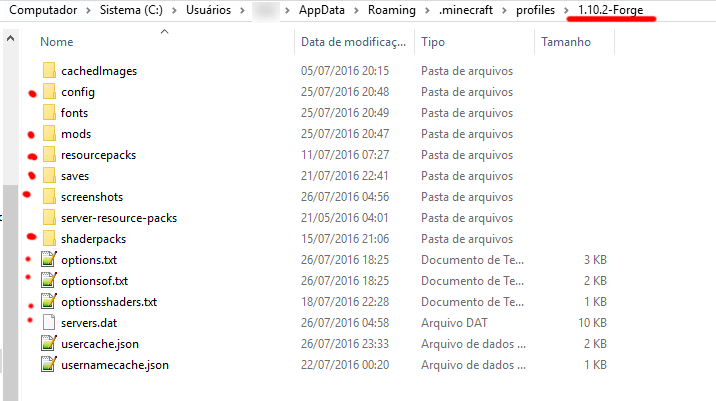 Computador > Sistema (C:) > Usuários > > AppData > Roaming > .minecraft > profiles > 1.10.2-Forge
Nome Data de modificaç... Tipo Tamanho
cachedImages 05/07/2016 20:15 Pasta de arquivos
config 25/07/2016 20:48 Pasta de arquivos
fonts 25/07/2016 20:49 Pasta de arquivos
mods 25/07/2016 20:47 Pasta de arquivos
resourcepacks 11/07/2016 07:27 Pasta de arquivos
saves 21/07/2016 22:41 Pasta de arquivos
screenshots 26/07/2016 04:56 Pasta de arquivos
server-resource-packs 21/05/2016 04:01 Pasta de arquivos
shaderpacks 15/07/2016 21:06 Pasta de arquivos
options.txt 26/07/2016 18:25 Documento de Te... 3 KB
optionsof.txt 26/07/2016 18:25 Documento de Te... 2 KB
optionsshaders.txt 18/07/2016 22:28 Documento de Te... 1 KB
servers.dat 26/07/2016 04:58 Arquivo DAT 10 KB
usercache.json 26/07/2016 23:33 Arquivo de dados ... 2 KB
usernamecache.json 22/07/2016 00:20 Arquivo de dados ... 1 KB